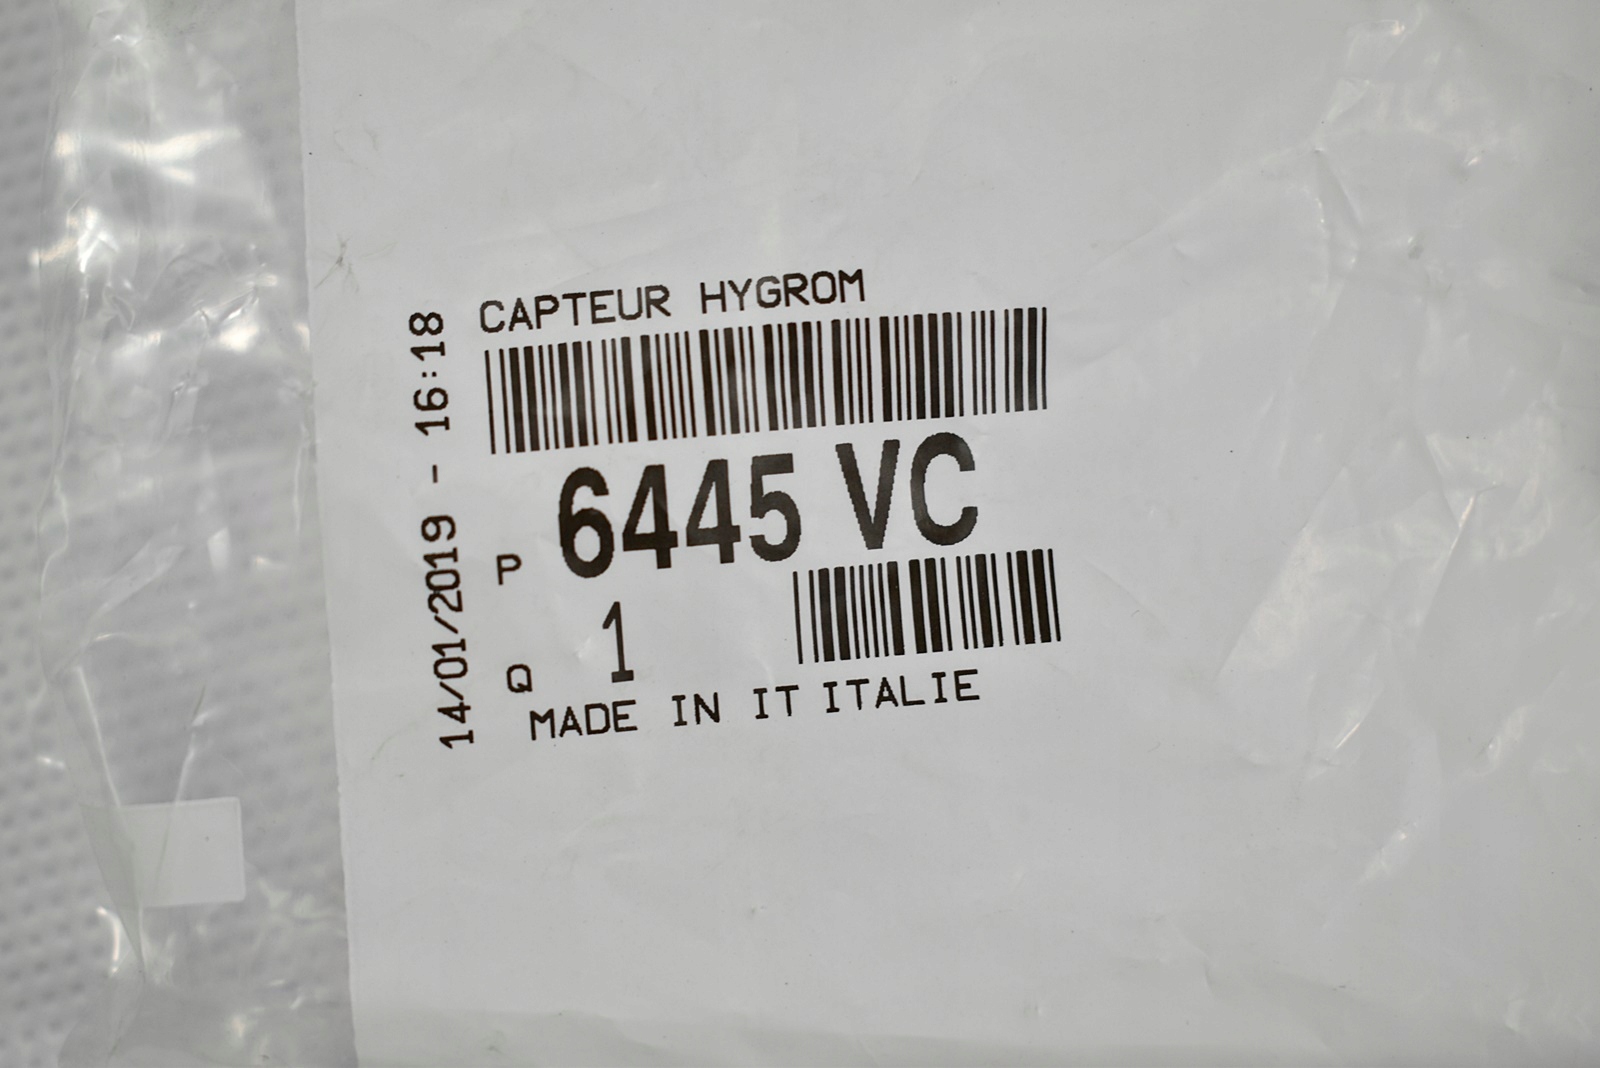 CAPTEUR HYGROM
P 6445 VC
Q 1
MADE IN IT ITALIE
14/01/2019 - 16:18